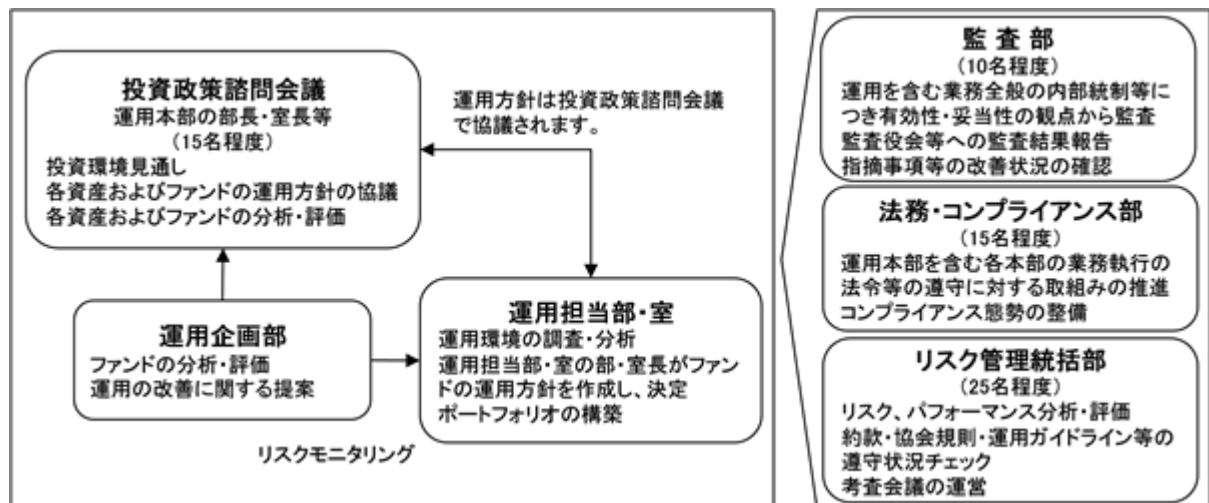 投資政策諮問会議
運用本部の部長・室長等
(15名程度)
投資環境見通し
各資産およびファンドの運用方針の協議
各資産およびファンドの分析・評価
運用方針は投資政策諮問会議
で協議されます。
運用企画部
ファンドの分析・評価
運用の改善に関する提案
運用担当部・室
運用環境の調査・分析
運用担当部・室の部・室長がファン
ドの運用方針を作成し、決定
ポートフォリオの構築
リスクモニタリング
監 査 部
(10名程度)
運用を含む業務全般の内部統制等に
つき有効性・妥当性の観点から監査
監査役会等への監査結果報告
指摘事項等の改善状況の確認
法務・コンプライアンス部
(15名程度)
運用本部を含む各本部の業務執行の
法令等の遵守に対する取組みの推進
コンプライアンス態勢の整備
リスク管理統括部
(25名程度)
リスク、パフォーマンス分析・評価
約款・協会規則・運用ガイドライン等の
遵守状況チェック
考査会議の運営